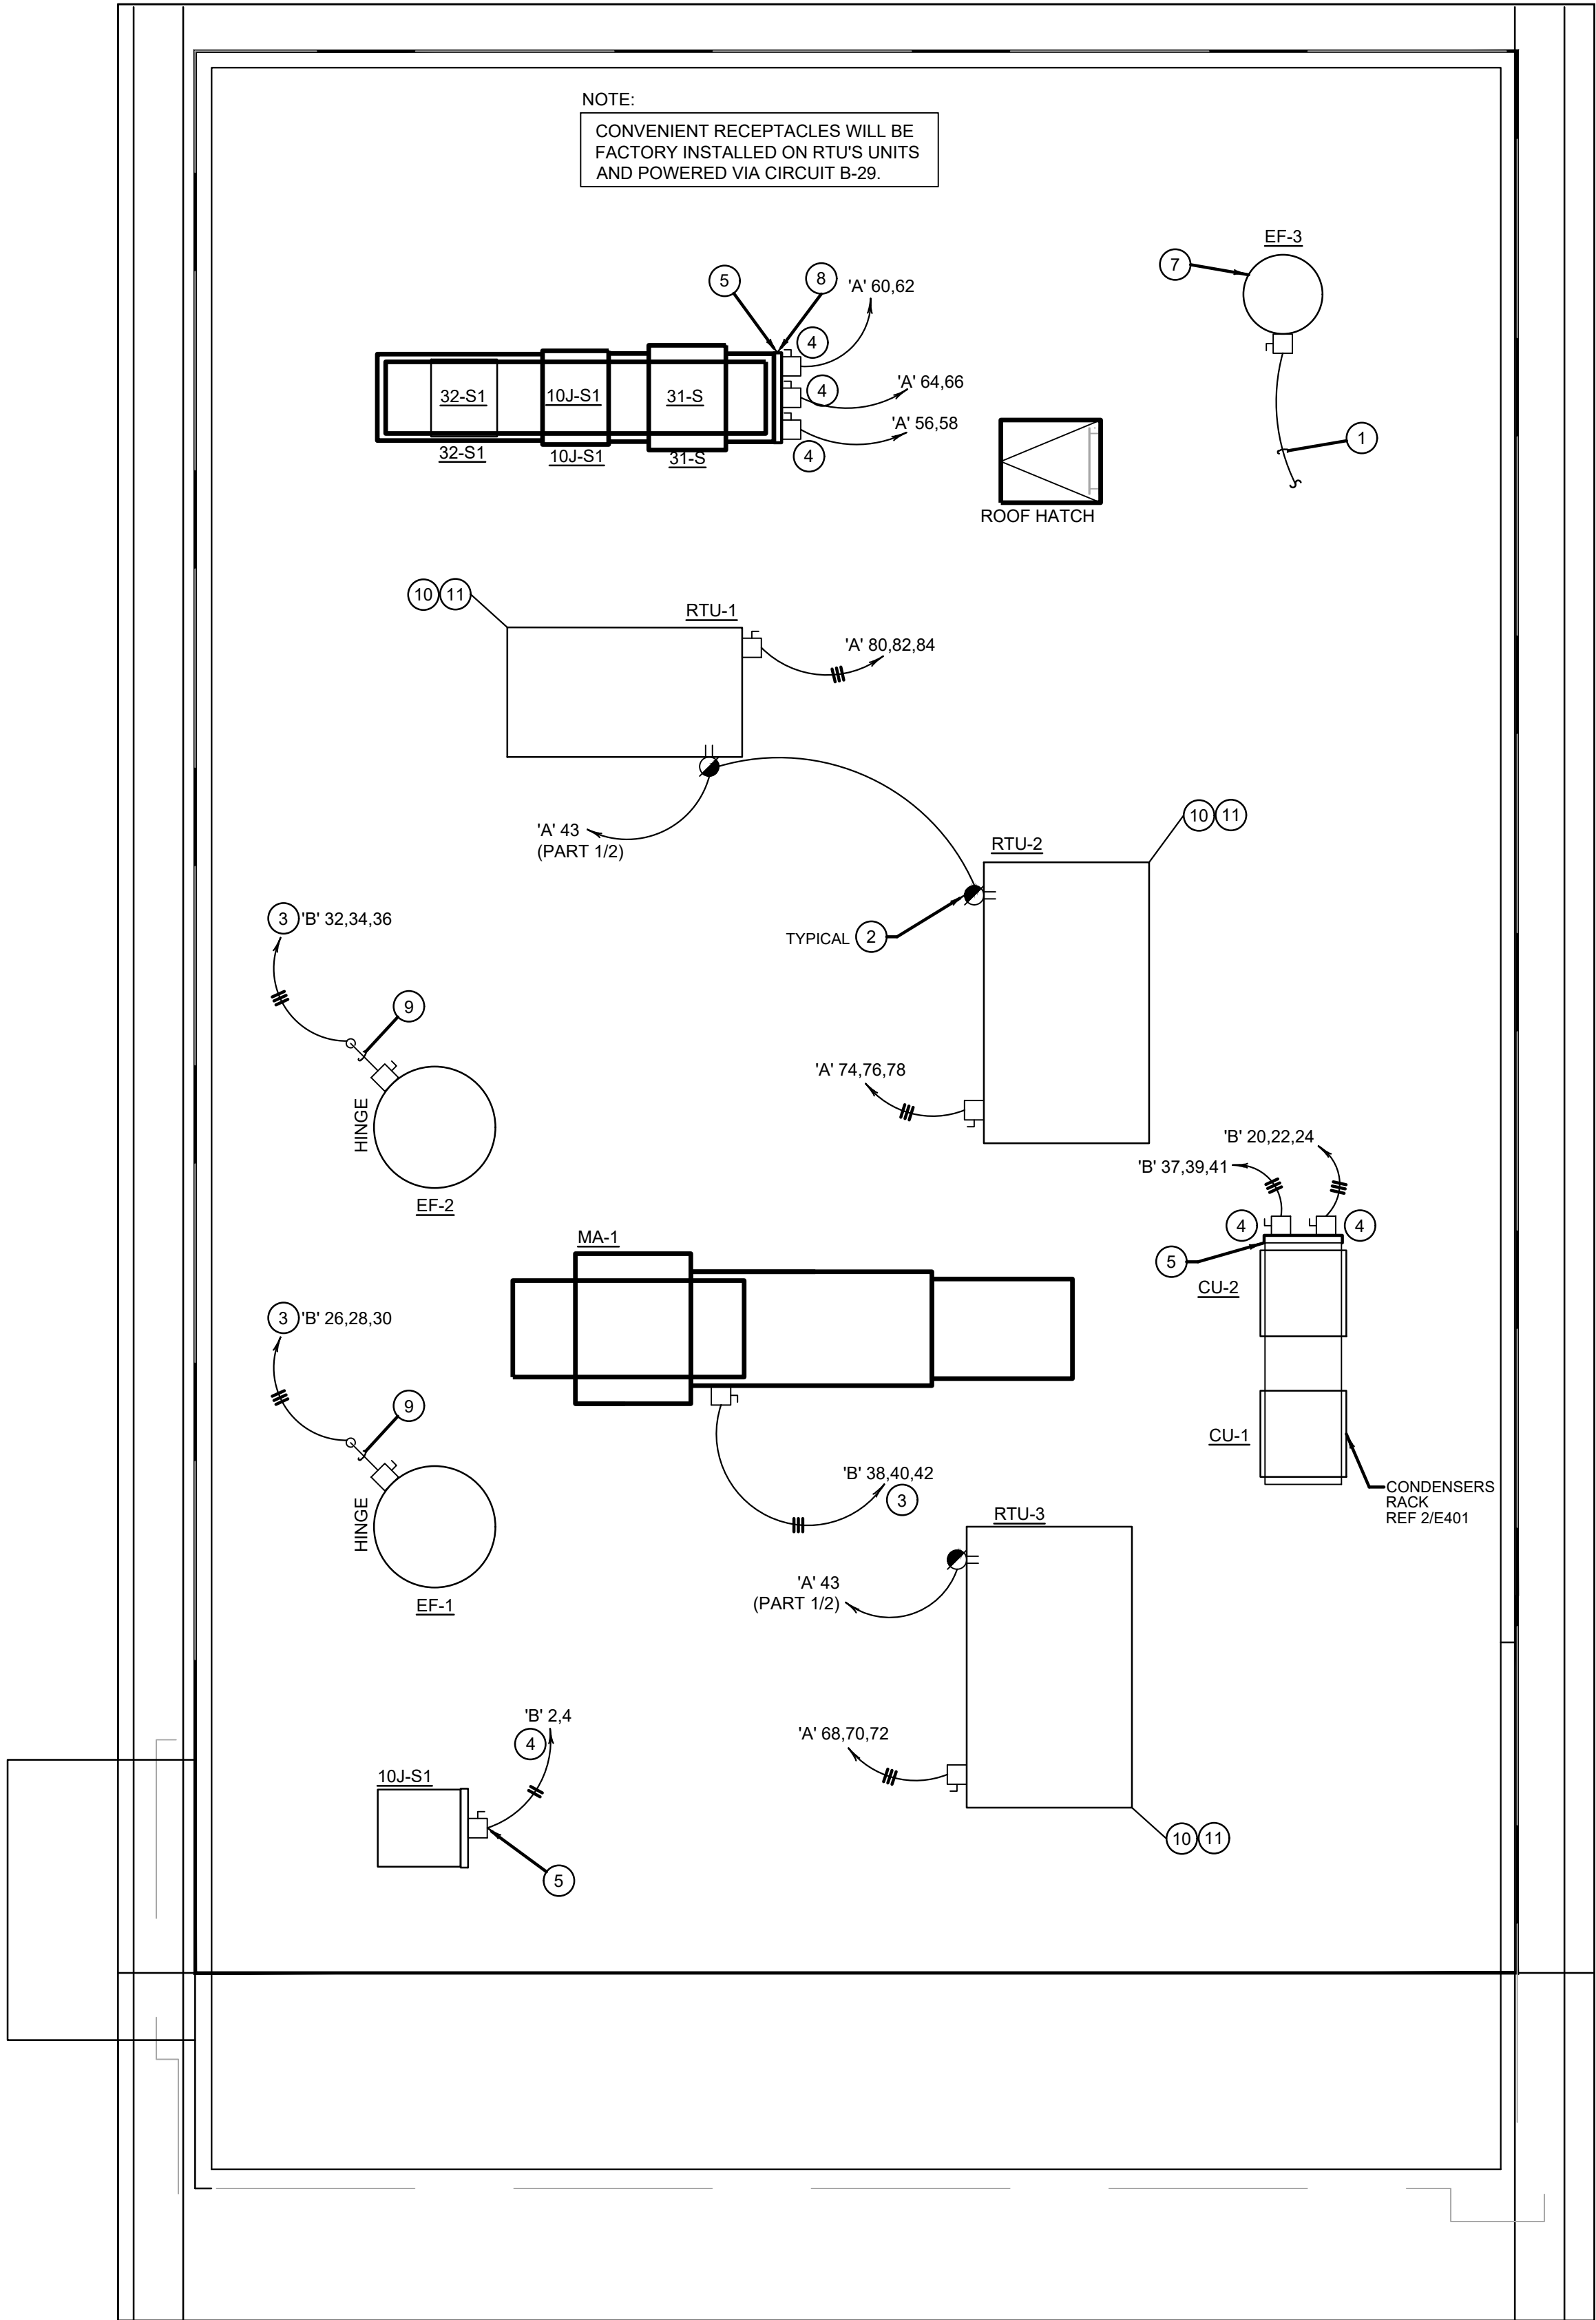 NOTE:
CONVENIENT RECEPTACLES WILL BE
FACTORY INSTALLED ON RTU'S UNITS
AND POWERED VIA CIRCUIT B-29.
EF-3
7
5
8
'A' 60,62
4
32-S1
10J-S1
31-S
4
'A' 64,66
'A' 56,58
32-S1
10J-S1
31-S
4
1
ROOF HATCH
10
11
RTU-1
'A' 80,82,84
'A' 43
(PART 1/2)
10
11
RTU-2
TYPICAL
2
3
'B' 32,34,36
9
HINGE
EF-2
'A' 74,76,78
'B' 20,22,24
'B' 37,39,41
4
4
5
CU-2
MA-1
3
'B' 26,28,30
9
HINGE
EF-1
CU-1
CONDENSERS
RACK
REF 2/E401
'B' 38,40,42
3
RTU-3
'A' 43
(PART 1/2)
'B' 2,4
4
10J-S1
5
'A' 68,70,72
10
11